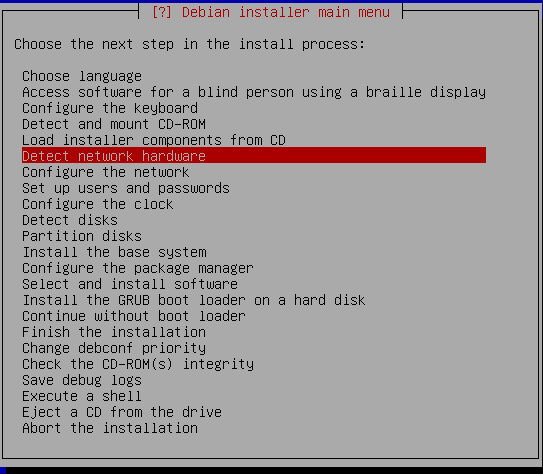 [?] Debian installer main menu
Choose the next step in the install process:
Choose language
Access software for a blind person using a braille display
Configure the keyboard
Detect and mount CD-ROM
Load installer components from CD
Detect network hardware
Configure the network
Set up users and passwords
Configure the clock
Detect disks
Partition disks
Install the base system
Configure the package manager
Select and install software
Install the GRUB boot loader on a hard disk
Continue without boot loader
Finish the installation
Change debconf priority
Check the CD-ROM(s) integrity
Save debug logs
Execute a shell
Eject a CD from the drive
Abort the installation